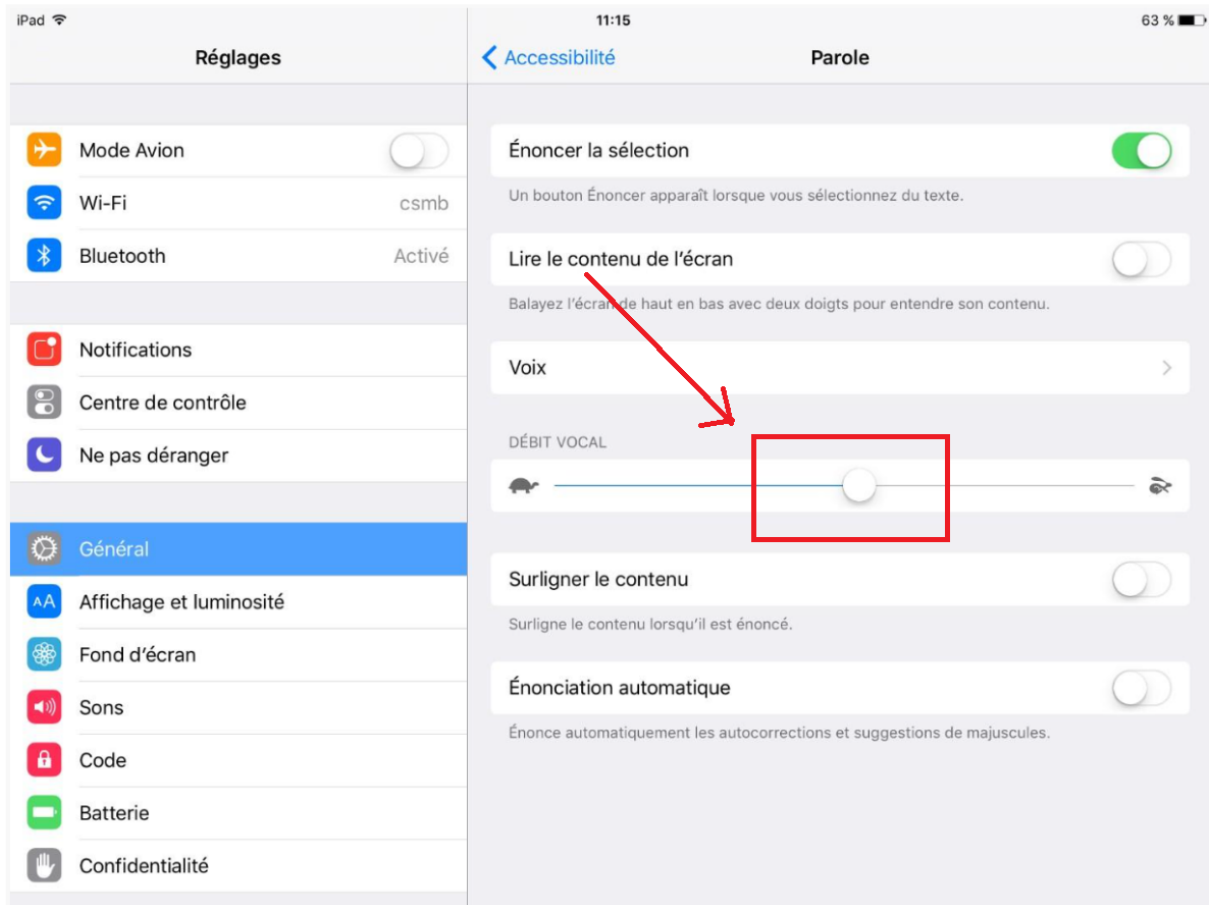 iPad
11:15
63 %
Réglages
Accessibilité
Parole
Mode Avion
Wi-Fi
csmb
Bluetooth
Activé
Notifications
Centre de contrôle
Ne pas déranger
Général
AA
Affichage et luminosité
Fond d'écran
Sons
Code
Batterie
Confidentialité
Énoncer la sélection
Un bouton Énoncer apparaît lorsque vous sélectionnez du texte.
Lire le contenu de l'écran
Balayez l'écran de haut en bas avec deux doigts pour entendre son contenu.
Voix
DÉBIT VOCAL
Surligner le contenu
Surligne le contenu lorsqu'il est énoncé.
Énonciation automatique
Énonce automatiquement les autocorrections et suggestions de majuscules.